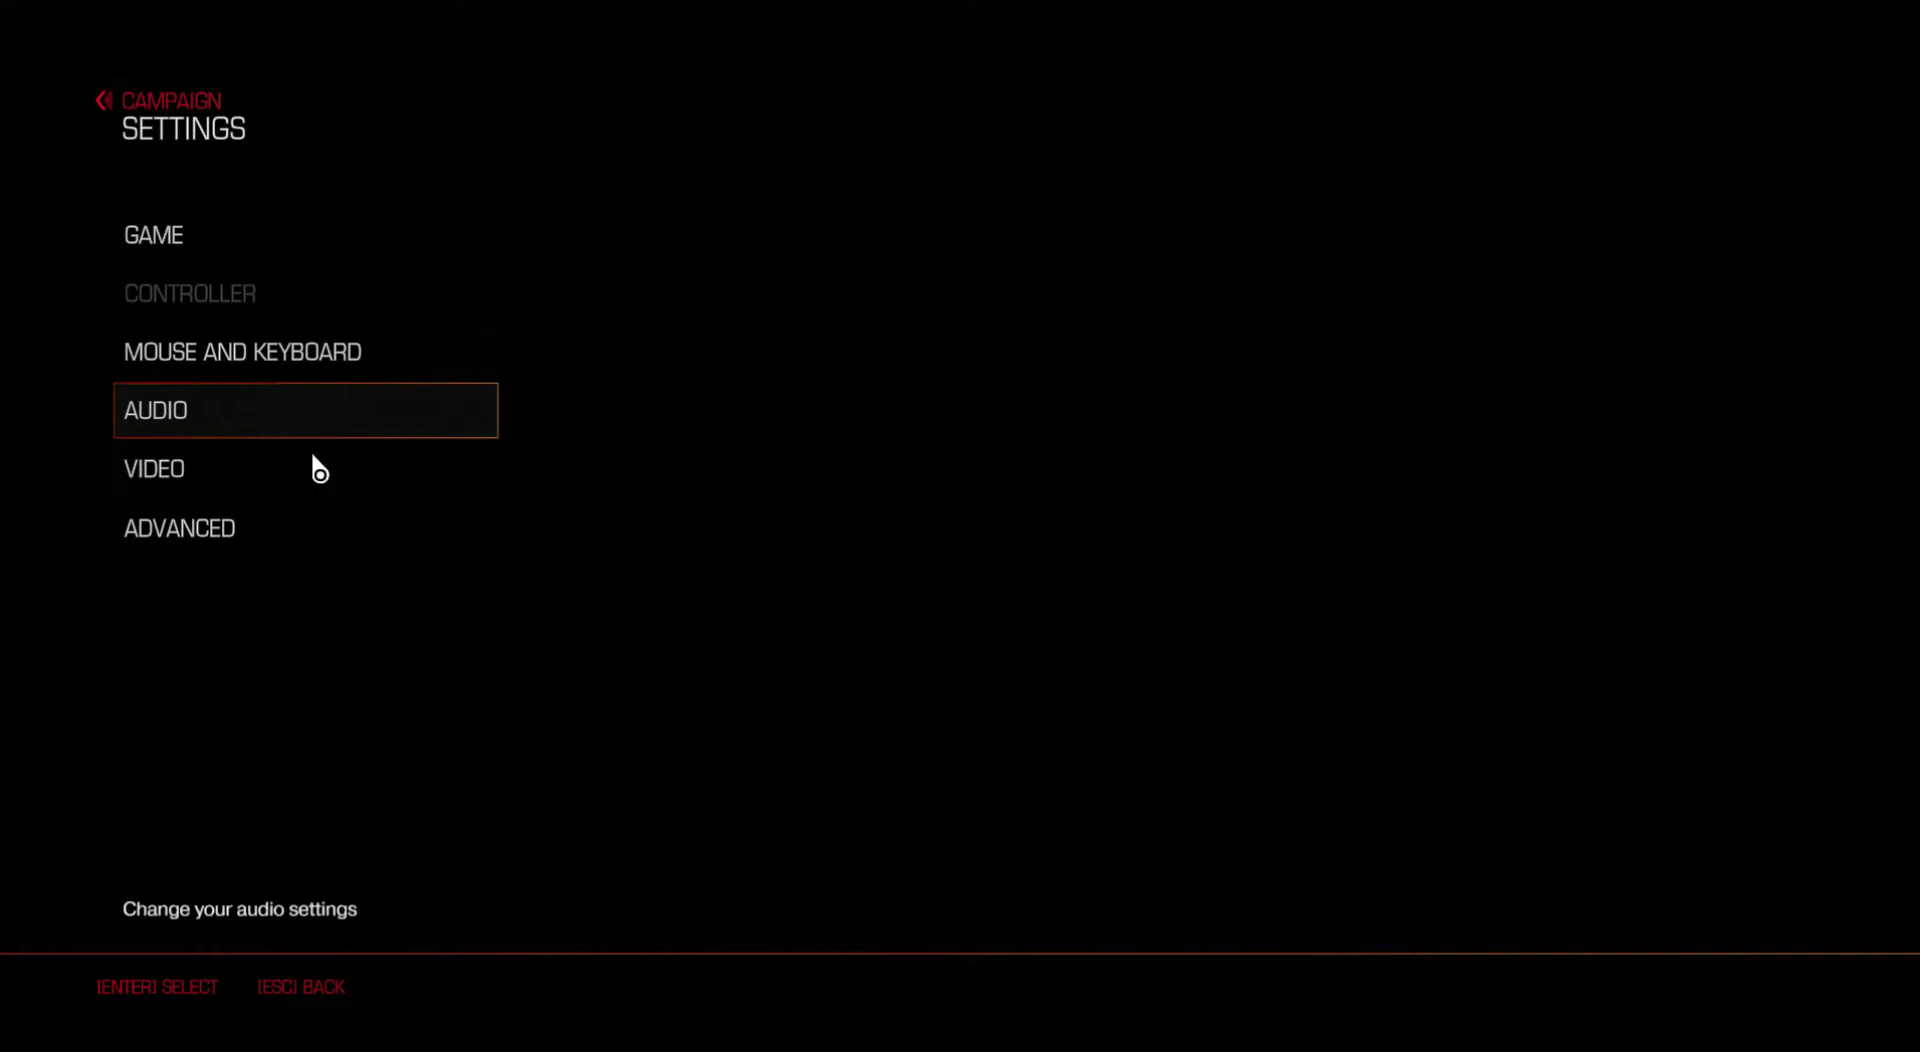 CAMPAIGN
SETTINGS
GAME
CONTROLLER
MOUSE AND KEYBOARD
AUDIO
VIDEO
ADVANCED
Change your audio settings
[ENTER] SELECT [ESC] BACK